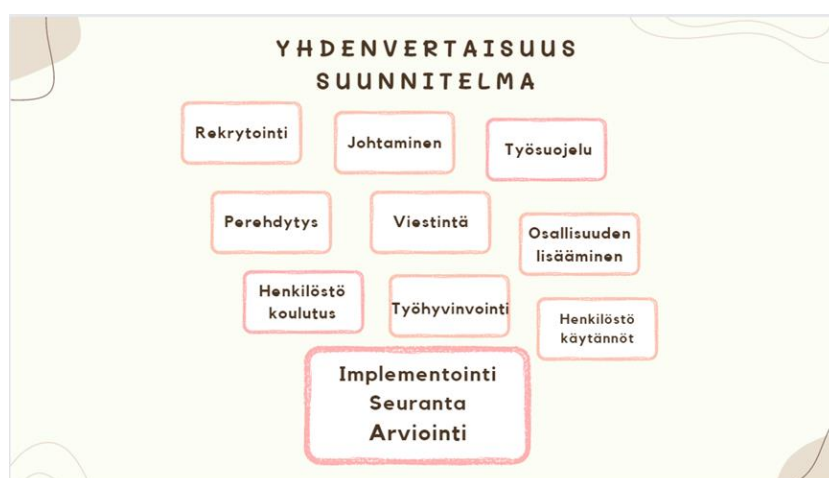 YHDENVERTAISUUS
SUUNNITELMA
Rekrytointi
Johtaminen
Työsuojelu
Perehdytys
Viestintä
Osallisuuden
lisääminen
Henkilöstö
koulutus
Työhyvinvointi
Henkilöstö
käytännöt
Implementointi
Seuranta
Arviointi